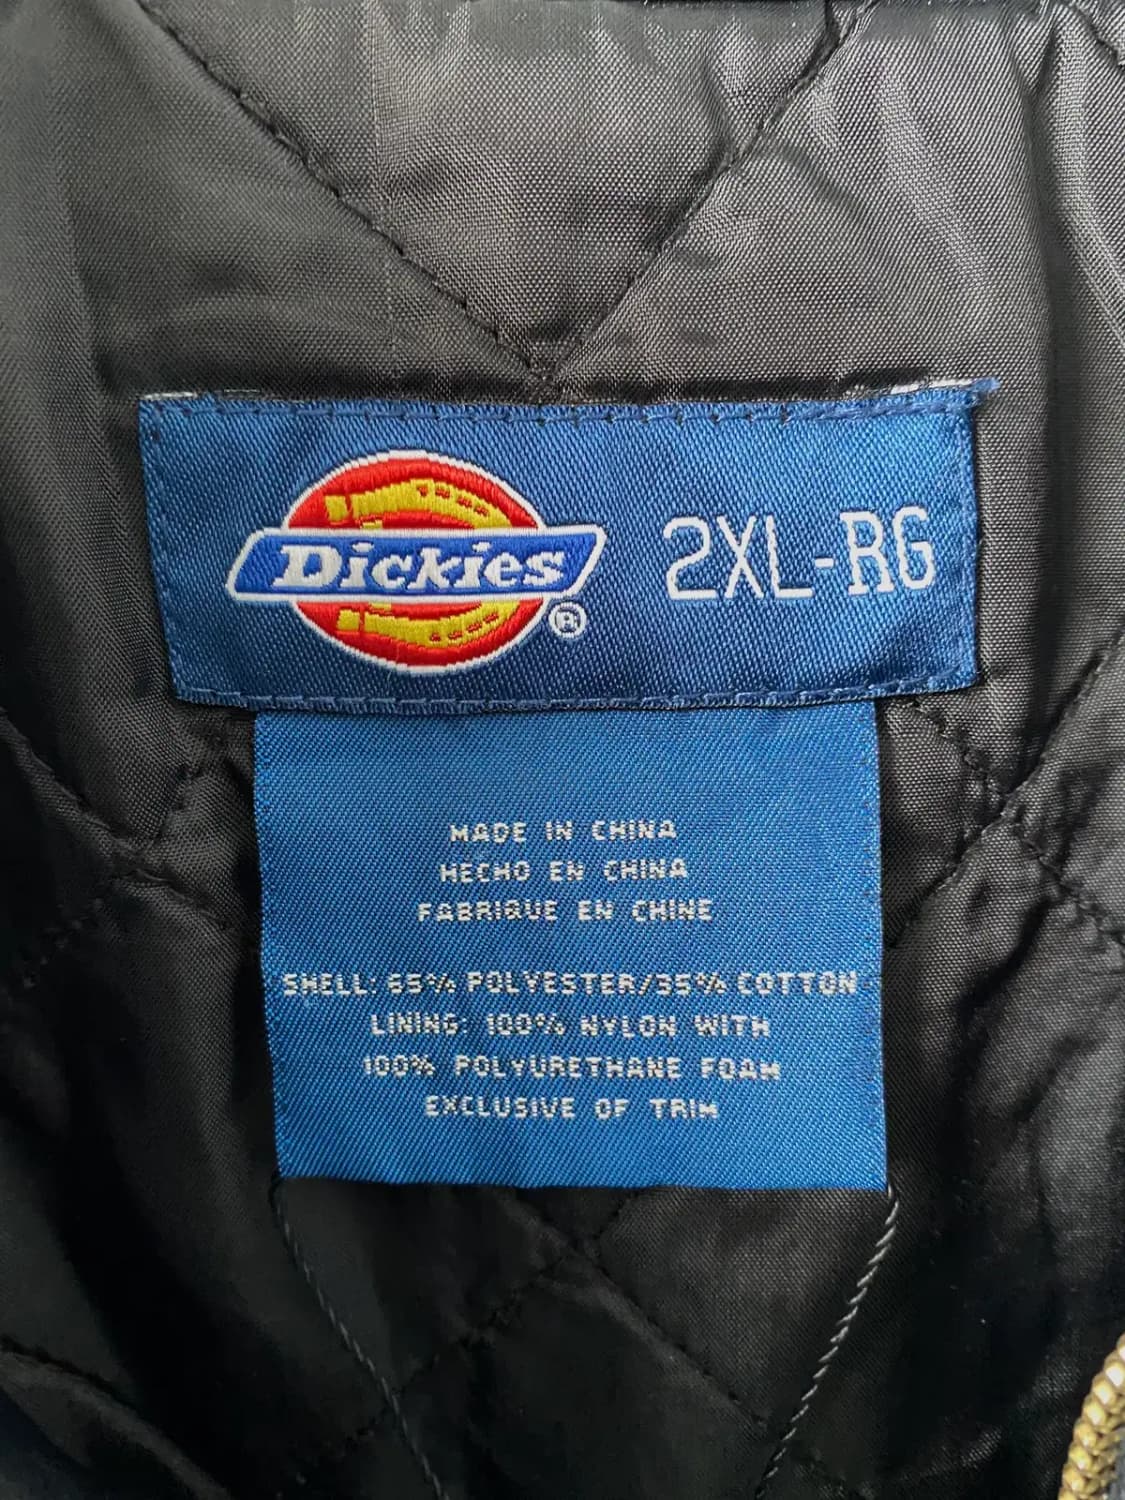 Dickies ® 2XL-RG
MADE IN CHINA
HECHO EN CHINA
FABRIQUE EN CHINE
SHELL: 65% POLYESTER/35% COTTON
LINING: 100% NYLON WITH
100% POLYURETHANE FOAM
EXCLUSIVE OF TRIM